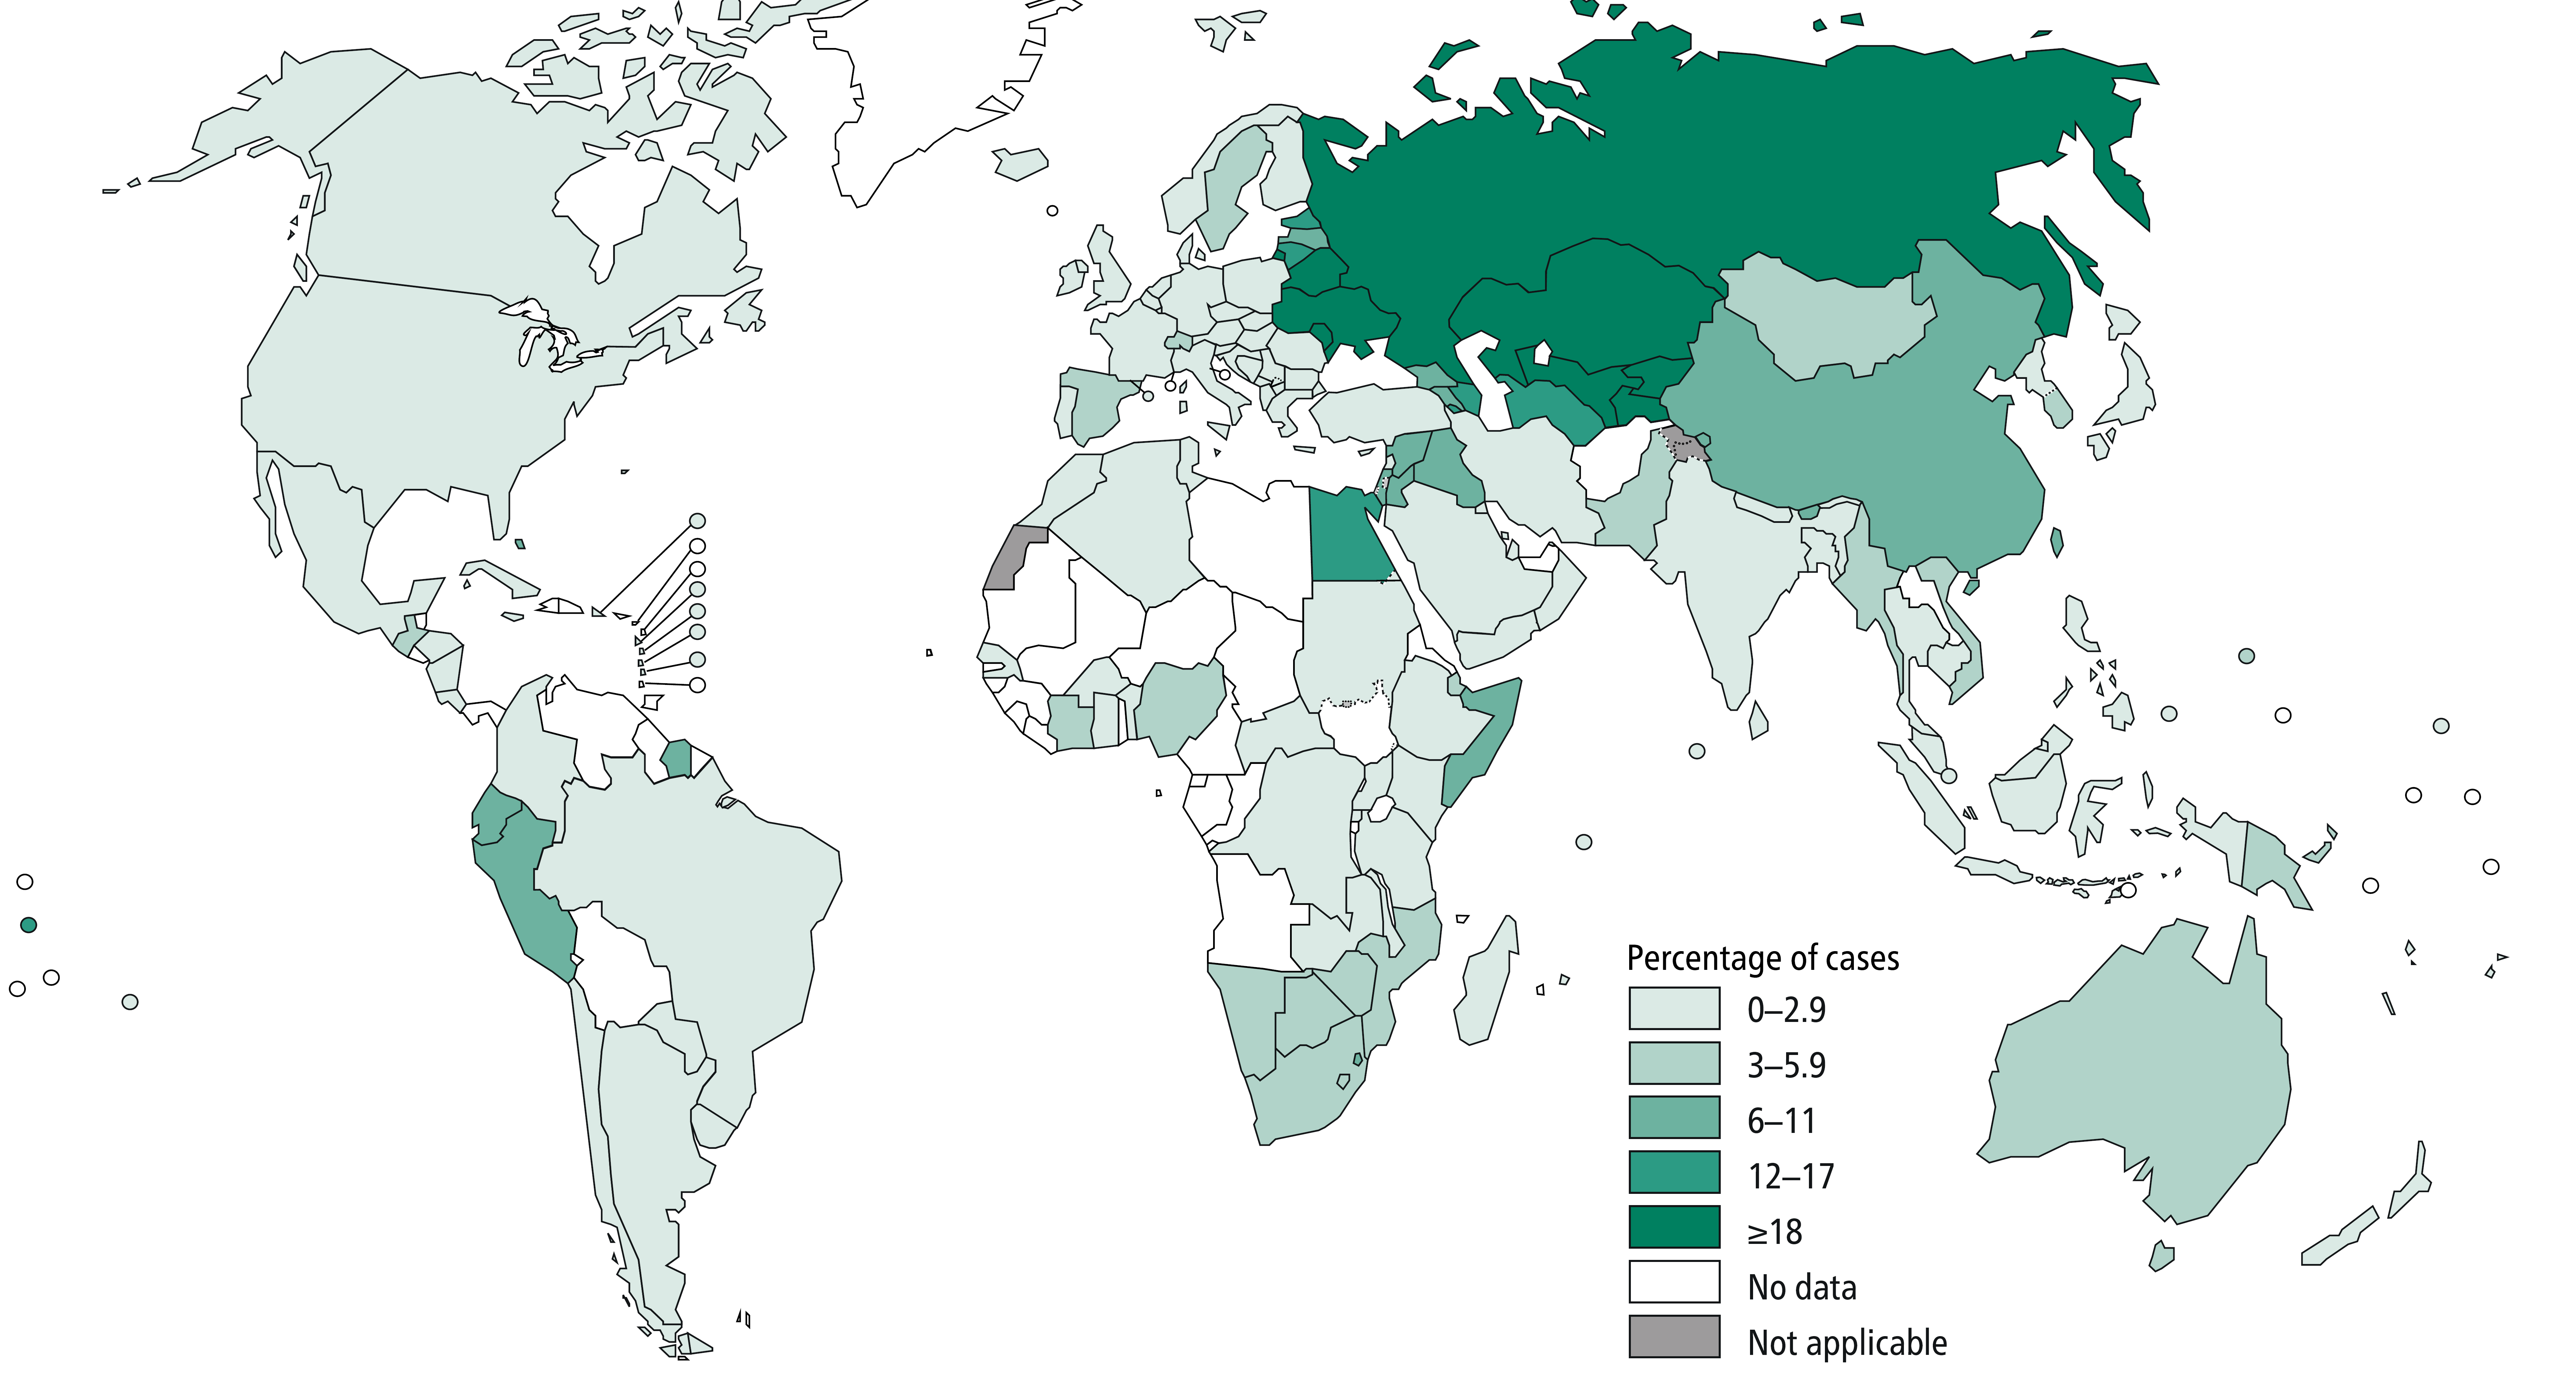 Percentage of cases
0–2.9
3–5.9
6–11
12–17
≥18
No data
Not applicable